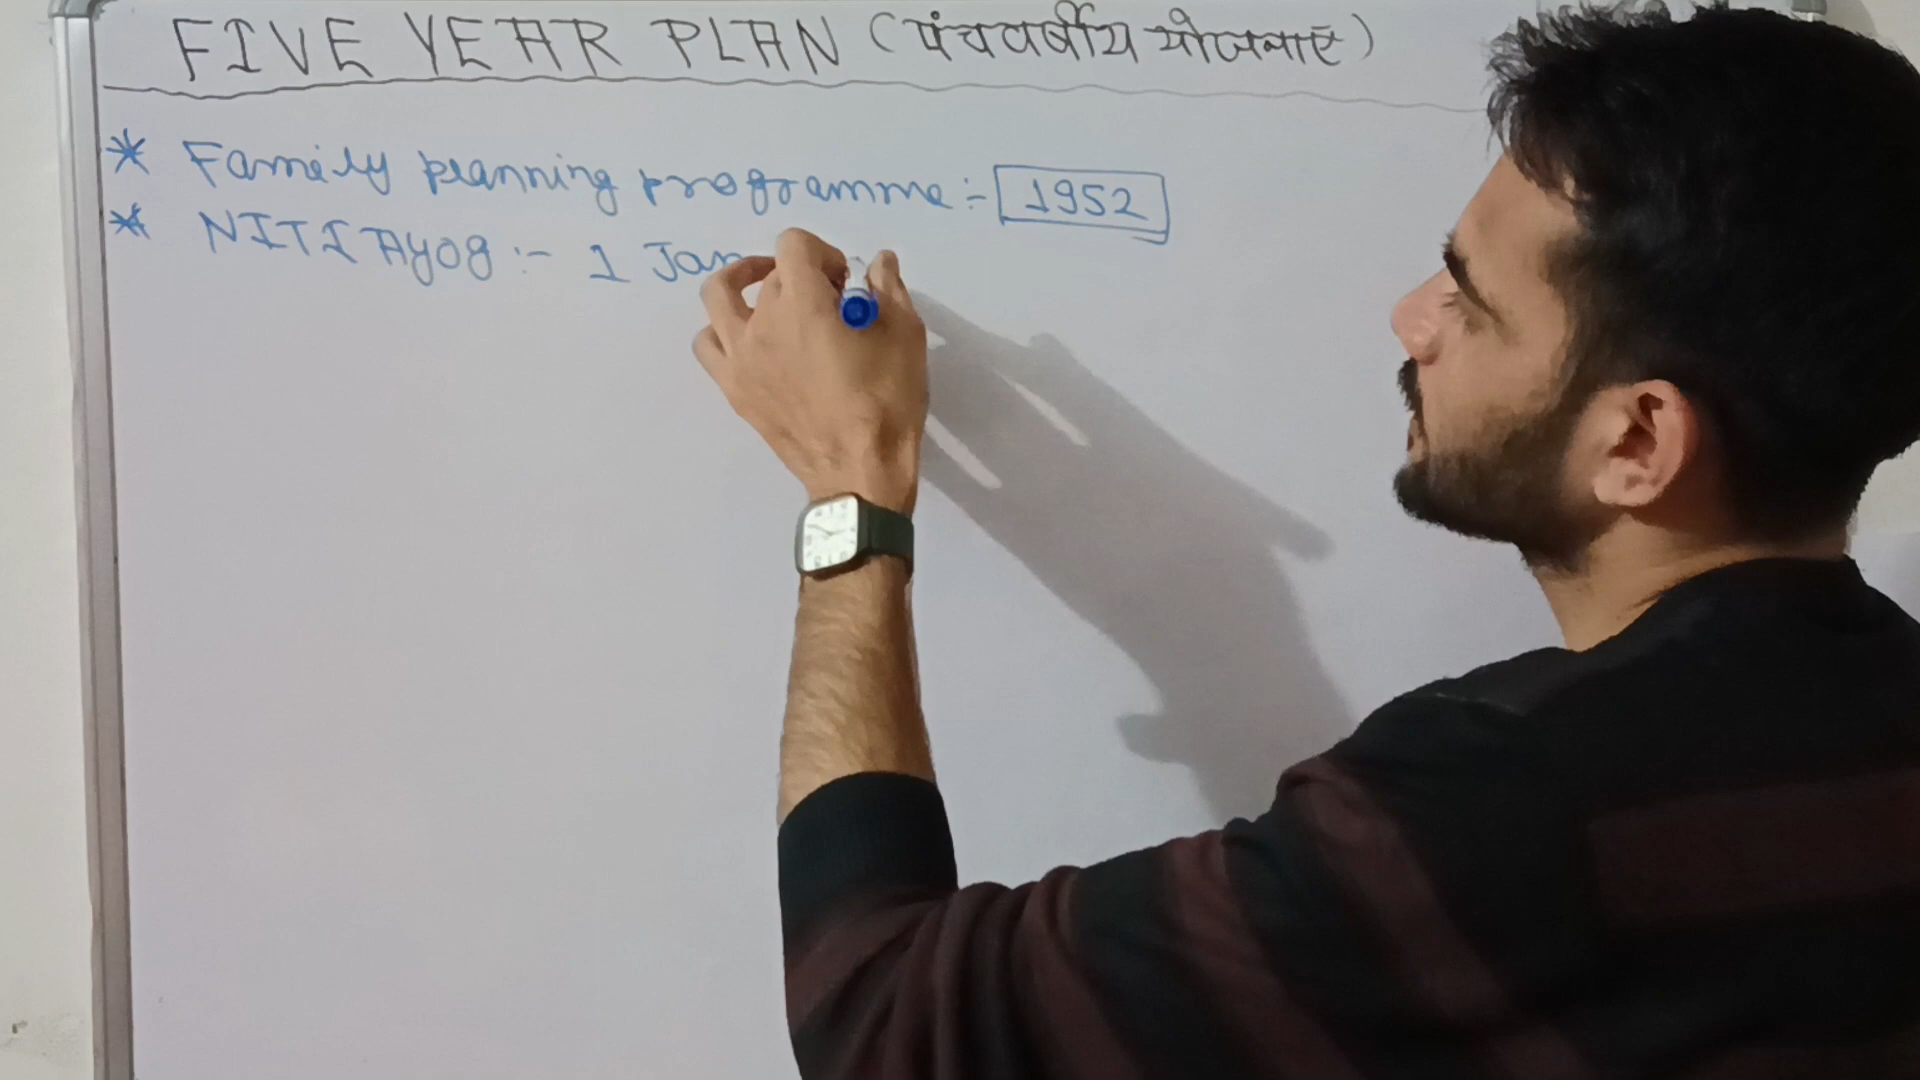 FIVE YEAR PLAN (पंचवर्षीय योजनाएं)
* Family planning programme :- 1952
* NITI Ayog :- 1 Jan